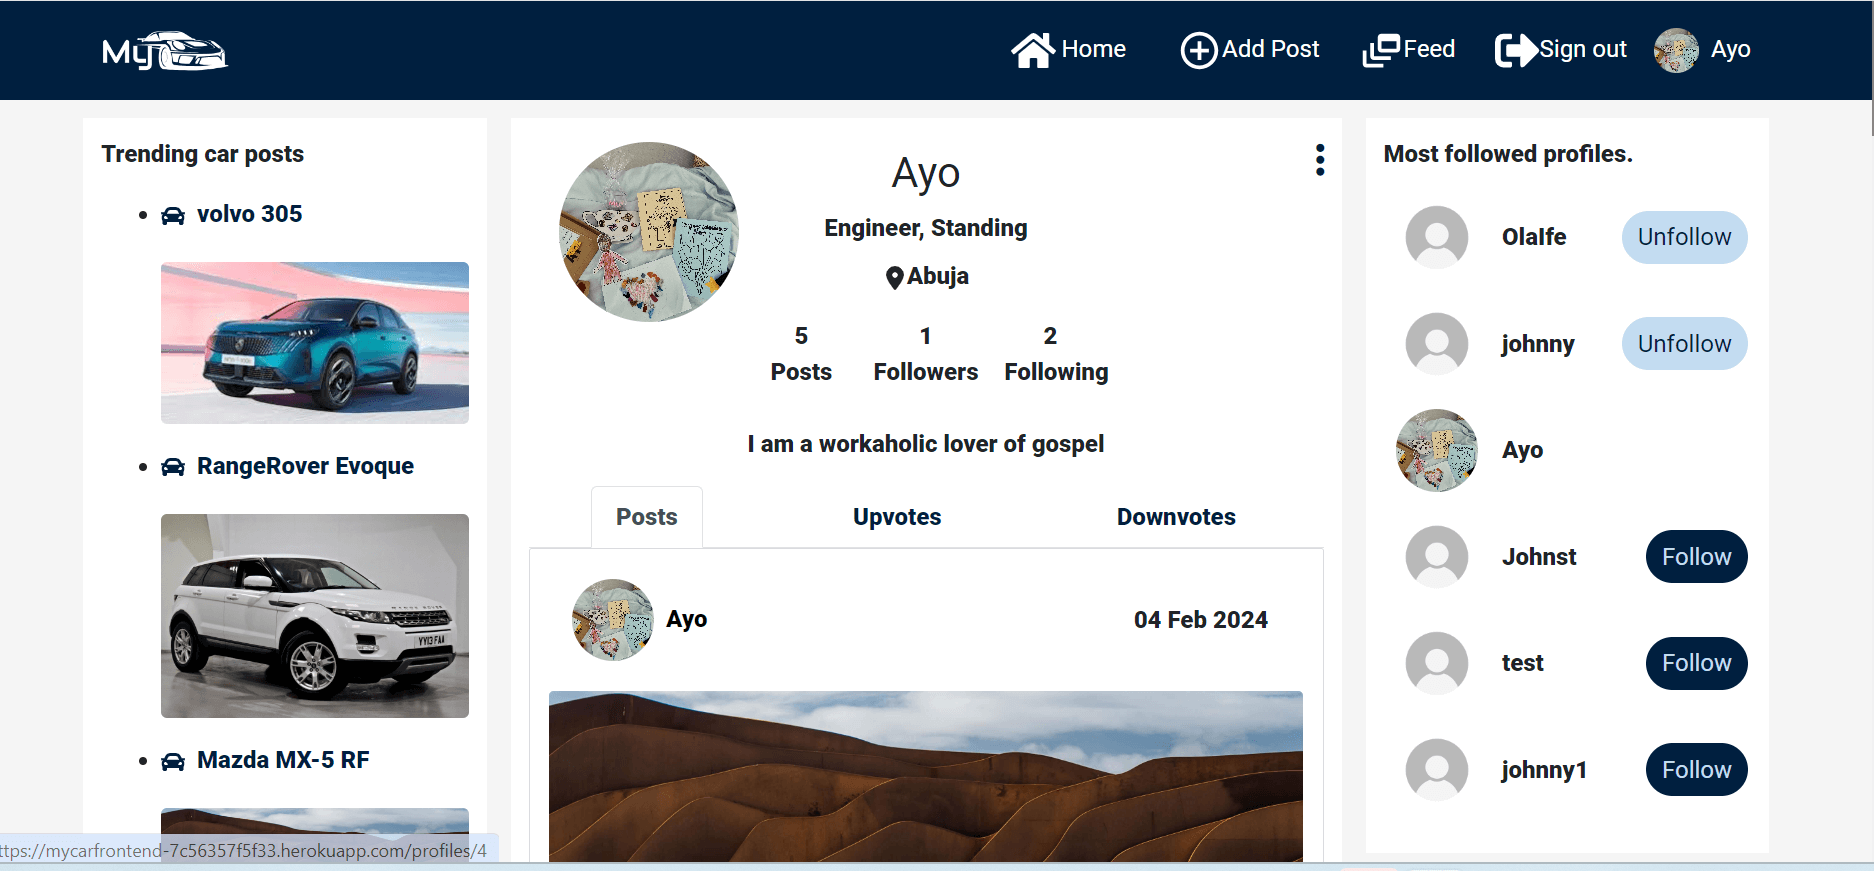 My
Home
Add Post
Feed
Sign out
Ayo
Trending car posts
volvo 305
RangeRover Evoque
YY13 FAA
Mazda MX-5 RF
Ayo
Engineer, Standing
Abuja
5 Posts
1 Followers
2 Following
I am a workaholic lover of gospel
Posts
Upvotes
Downvotes
Ayo
04 Feb 2024
Most followed profiles.
OlaIfe
Unfollow
johnny
Unfollow
Ayo
Johnst
Follow
test
Follow
johnny1
Follow
ttps://mycarfrontend-7c56357f5f33.herokuapp.com/profiles/4